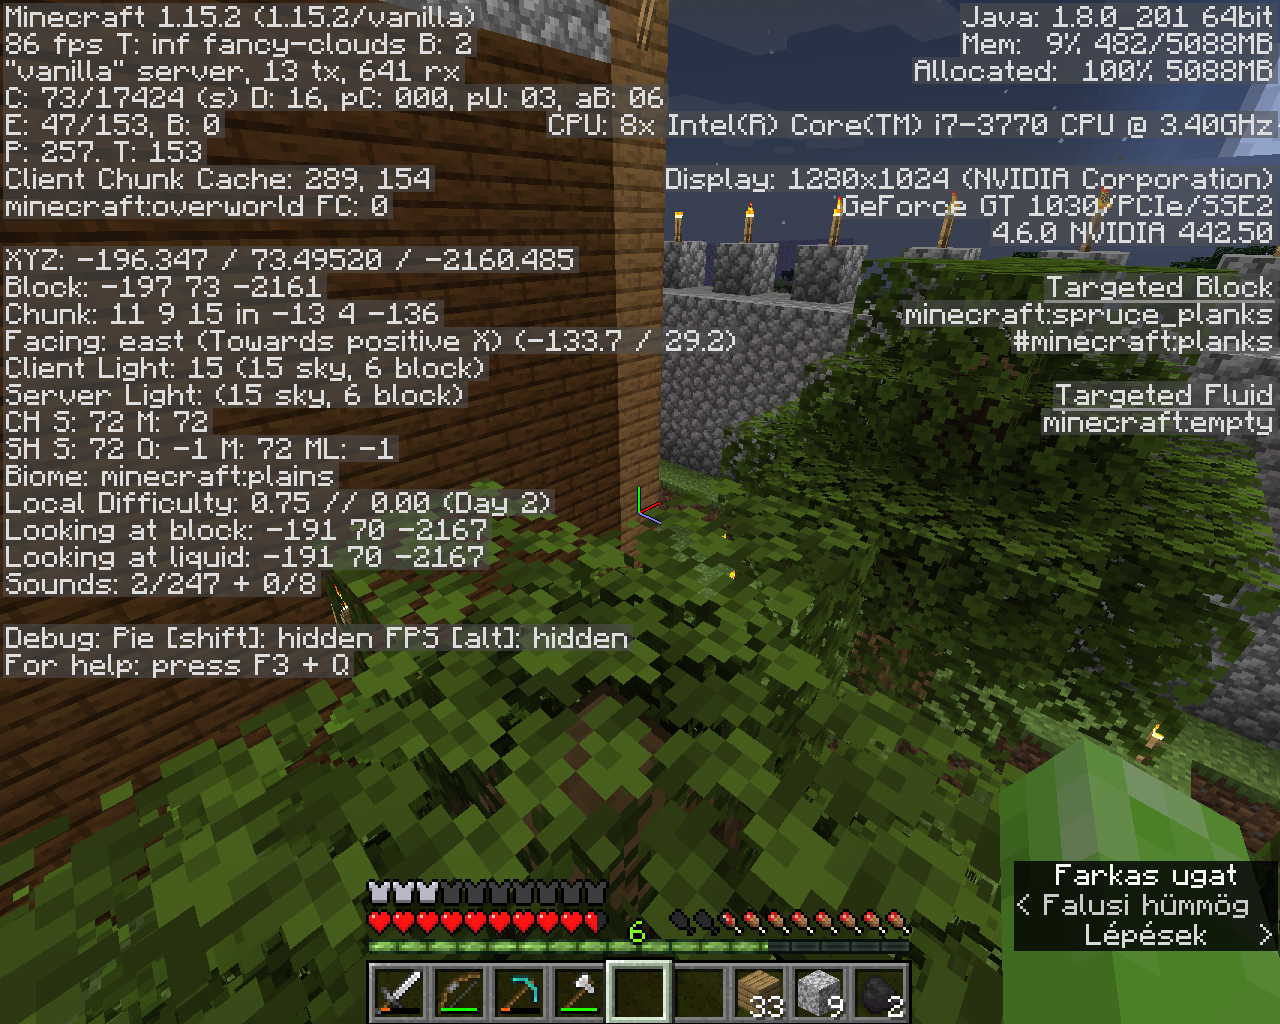 Minecraft 1.15.2 (1.15.2/vanilla)
86 fps T: inf fancy-clouds B: 2
"vanilla" server, 13 tx, 641 rx
C: 73/17424 (s) D: 16, pC: 000, pU: 03, aB: 06
E: 47/153, B: 0
P: 257. T: 153
Client Chunk Cache: 289, 154
minecraft:overworld FC: 0
XYZ: -196.347 / 73.49520 / -2160.485
Block: -197 73 -2161
Chunk: 11 9 15 in -13 4 -136
Facing: east (Towards positive X) (-133.7 / 29.2)
Client Light: 15 (15 sky, 6 block)
Server Light: (15 sky, 6 block)
CH S: 72 M: 72
SH S: 72 O: -1 M: 72 ML: -1
Biome: minecraft:plains
Local Difficulty: 0.75 // 0.00 (Day 2)
Looking at block: -191 70 -2167
Looking at liquid: -191 70 -2167
Sounds: 2/247 + 0/8
Debug: Pie [shift]: hidden FPS [alt]: hidden
For help: press F3 + Q
Java: 1.8.0_201 64bit
Mem: 9% 482/5088MB
Allocated: 100% 5088MB
CPU: 8x Intel(R) Core(TM) i7-3770 CPU @ 3.40GHz
Display: 1280x1024 (NVIDIA Corporation)
GeForce GT 1030/PCIe/SSE2
4.6.0 NVIDIA 442.50
Targeted Block
minecraft:spruce_planks
#minecraft:planks
Targeted Fluid
minecraft:empty
Farkas ugat
< Falusi hümmög
Lépések >
6
33
9
2